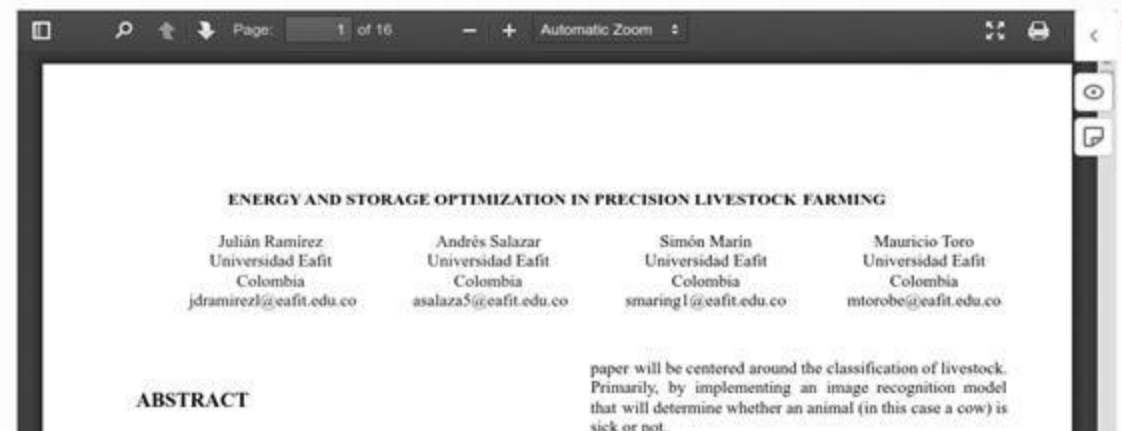 Page: 1 of 16 Automatic Zoom
ENERGY AND STORAGE OPTIMIZATION IN PRECISION LIVESTOCK FARMING
Julián Ramírez
Universidad Eafit
Colombia
jdramirezl@eafit.edu.co
Andrés Salazar
Universidad Eafit
Colombia
asalaza5@eafit.edu.co
Simón Marín
Universidad Eafit
Colombia
smaring1@eafit.edu.co
Mauricio Toro
Universidad Eafit
Colombia
mtorobe@eafit.edu.co
ABSTRACT
paper will be centered around the classification of livestock.
Primarily, by implementing an image recognition model
that will determine whether an animal (in this case a cow) is
sick or not.